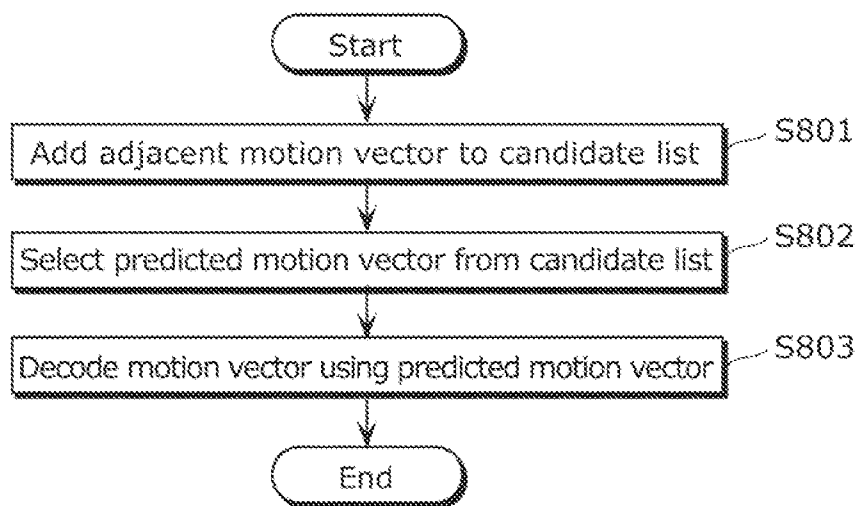 Start
Add adjacent motion vector to candidate list
S801
Select predicted motion vector from candidate list
S802
Decode motion vector using predicted motion vector
S803
End